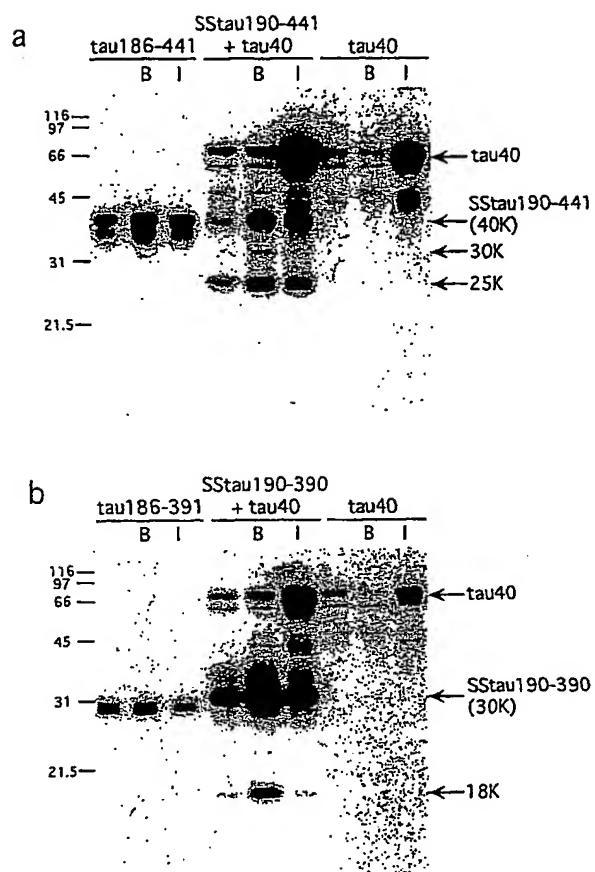 a
SStau190-441
tau186-441 + tau40 tau40
B I B I B I
116
97
66
45
31
21.5
tau40
SStau190-441
(40K)
30K
25K
b
SStau190-390
tau186-391 + tau40 tau40
B I B I B I
116
97
66
45
31
21.5
tau40
SStau190-390
(30K)
18K